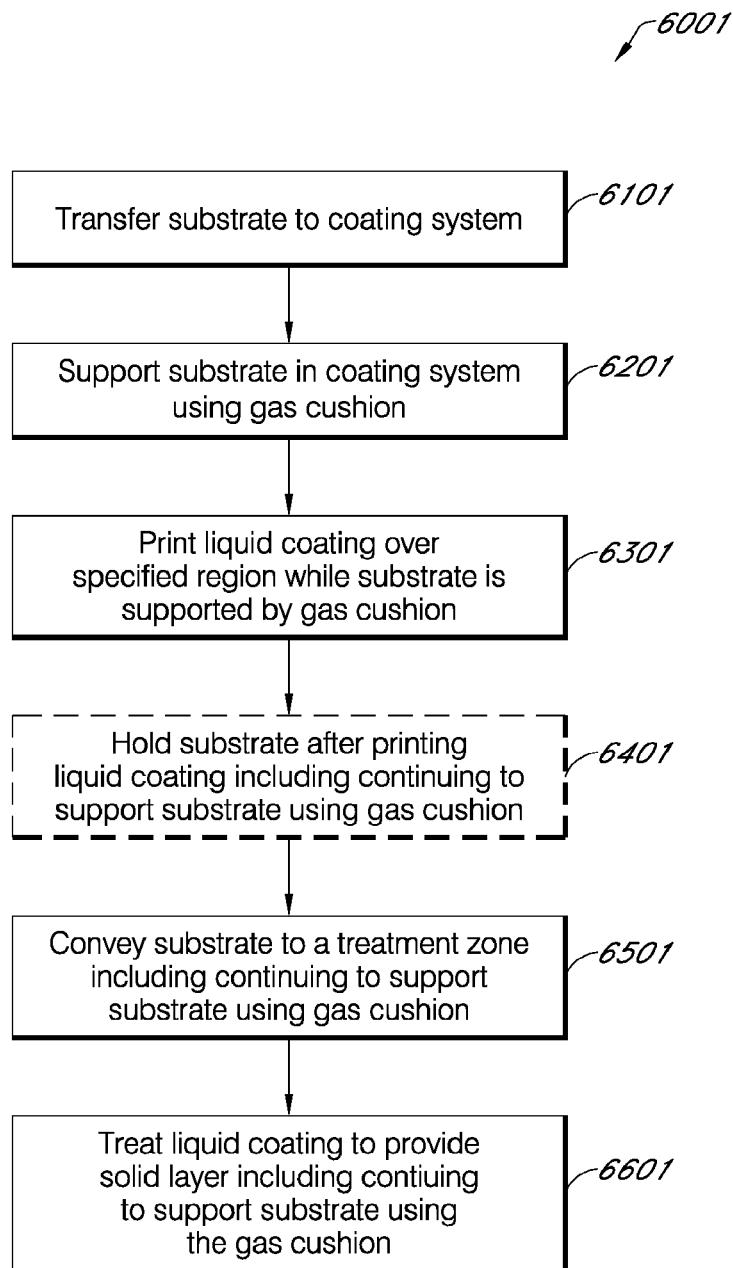 6001
Transfer substrate to coating system
6101
Support substrate in coating system
using gas cushion
6201
Print liquid coating over
specified region while substrate is
supported by gas cushion
6301
Hold substrate after printing
liquid coating including continuing to
support substrate using gas cushion
6401
Convey substrate to a treatment zone
including continuing to support
substrate using gas cushion
6501
Treat liquid coating to provide
solid layer including contiuing
to support substrate using
the gas cushion
6601